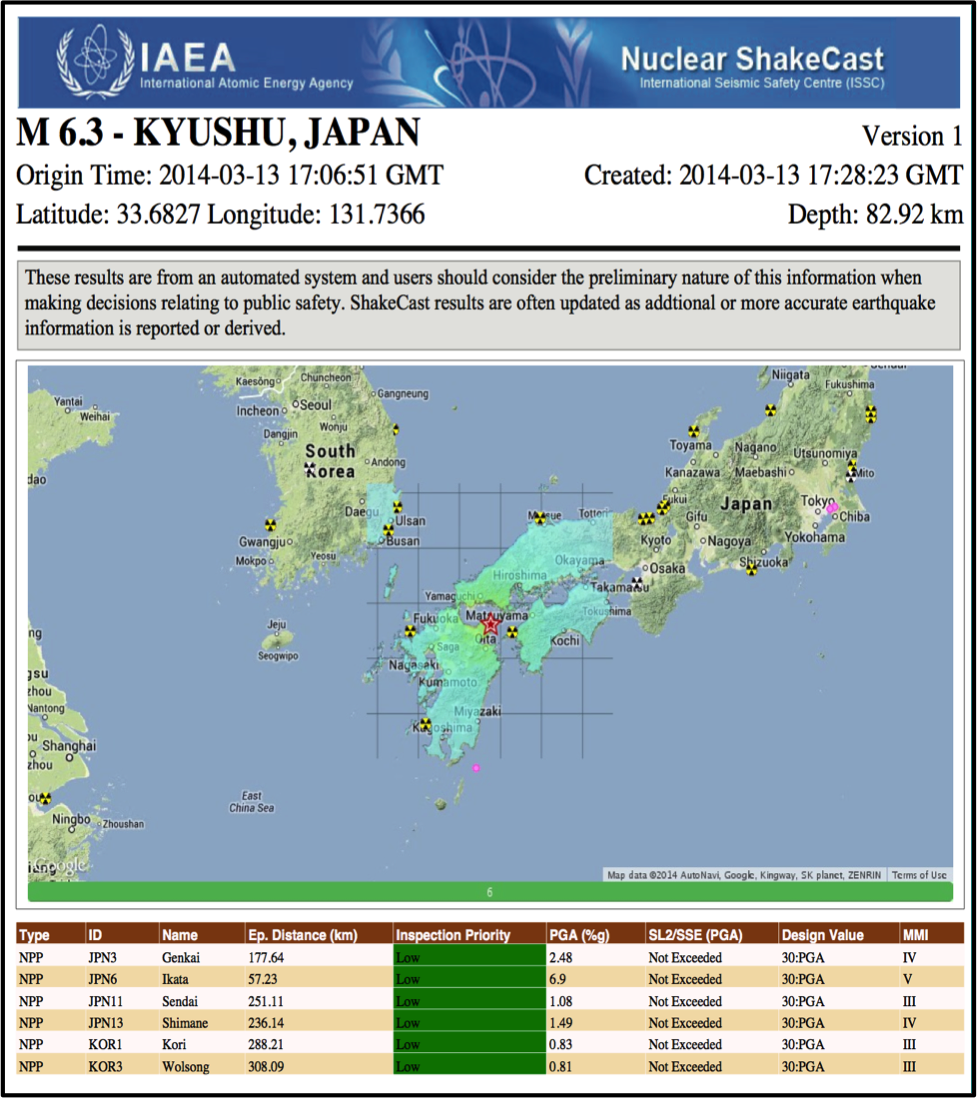 IAEA
International Atomic Energy Agency
Nuclear ShakeCast
International Seismic Safety Centre (ISSC)
M 6.3 - KYUSHU, JAPAN
Version 1
Origin Time: 2014-03-13 17:06:51 GMT
Created: 2014-03-13 17:28:23 GMT
Latitude: 33.6827 Longitude: 131.7366
Depth: 82.92 km
These results are from an automated system and users should consider the preliminary nature of this information when
making decisions relating to public safety. ShakeCast results are often updated as addtional or more accurate earthquake
information is reported or derived.
Kaesŏng
Chuncheon
Gangneung
Yantai
Weihai
Incheon
Seoul
Wonju
Dangjin
South
Korea
Andong
dao
Daegu
Ulsan
Gwangju
Busan
Mokpo
Yeosu
Jeju
Seogwipo
Niigata
Fukushima
Toyama
Nagano
Utsunomiya
Kanazawa
Maebashi
Mito
Fukui
Japan
Tokyo
Matsue
Tottori
Gifu
Chiba
Kyoto
Nagoya
Yokohama
Okayama
Osaka
Shizuoka
Hiroshima
Takamatsu
Yamaguchi
Tokushima
Fukuoka
Matsuyama
Oita
Kochi
Saga
Nagasaki
Kumamoto
Miyazaki
Kagoshima
ng
gsu
zhou
Nantong
ou
Shanghai
zhou
ou
Ningbo
Zhoushan
East
China Sea
jiang
Google
Map data ©2014 AutoNavi, Google, Kingway, SK planet, ZENRIN
Terms of Use
6
Type ID Name Ep. Distance (km) Inspection Priority PGA (%g) SL2/SSE (PGA) Design Value MMI
NPP JPN3 Genkai 177.64 Low 2.48 Not Exceeded 30:PGA IV
NPP JPN6 Ikata 57.23 Low 6.9 Not Exceeded 30:PGA V
NPP JPN11 Sendai 251.11 Low 1.08 Not Exceeded 30:PGA III
NPP JPN13 Shimane 236.14 Low 1.49 Not Exceeded 30:PGA IV
NPP KOR1 Kori 288.21 Low 0.83 Not Exceeded 30:PGA III
NPP KOR3 Wolsong 308.09 Low 0.81 Not Exceeded 30:PGA III